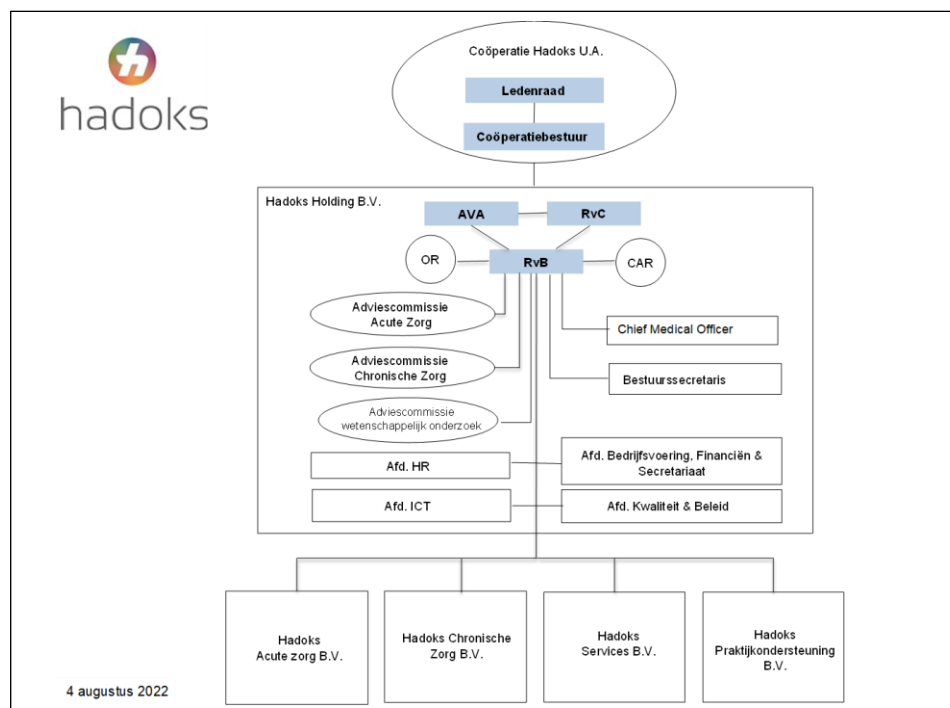 hadoks
Coöperatie Hadoks U.A.
Ledenraad
Coöperatiebestuur
Hadoks Holding B.V.
AVA
RvC
OR
RvB
CAR
Adviescommissie
Acute Zorg
Chief Medical Officer
Adviescommissie
Chronische Zorg
Bestuurssecretaris
Adviescommissie
wetenschappelijk onderzoek
Afd. HR
Afd. Bedrijfsvoering, Financiën &
Secretariaat
Afd. ICT
Afd. Kwaliteit & Beleid
Hadoks
Acute zorg B.V.
Hadoks Chronische
Zorg B.V.
Hadoks
Services B.V.
Hadoks
Praktijkondersteuning
B.V.
4 augustus 2022